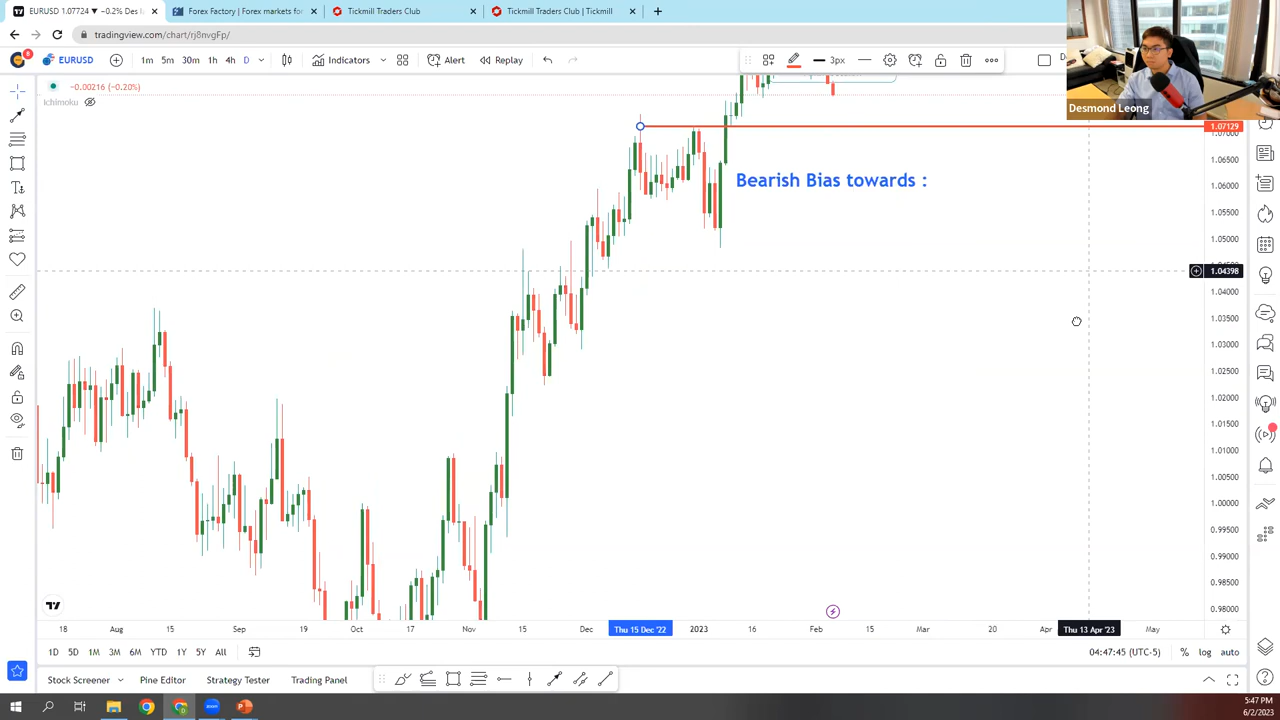 EURUSD 1.07724 ▼ −0.2% Des
Forex Factory | Forex markets fo
Tickmill Traders Club
Tickmill Traders Club | Tickmill
tradingview.com/chart/rj8nvgFp/
8
EURUSD
1m 5m 30m 1h 4h D
Indicators
Alert
Replay
3px
−0.00216 (−0.20%)
Ichimoku
Desmond Leong
Bearish Bias towards :
1.07129
1.07000
1.06500
1.06000
1.05500
1.05000
1.04398
1.04000
1.03500
1.03000
1.02500
1.02000
1.01500
1.01000
1.00500
1.00000
0.99500
0.99000
0.98500
0.98000
18 Aug 15 Sep 19 Oct 17 Nov 15 Dec Thu 15 Dec '22 2023 16 Feb 15 Mar 20 Apr Thu 13 Apr '23 May
1D 5D 1M 3M 6M YTD 1Y 5Y All
04:47:45 (UTC-5) % log auto
Stock Screener Pine Editor Strategy Tester Trading Panel
5:47 PM
6/2/2023